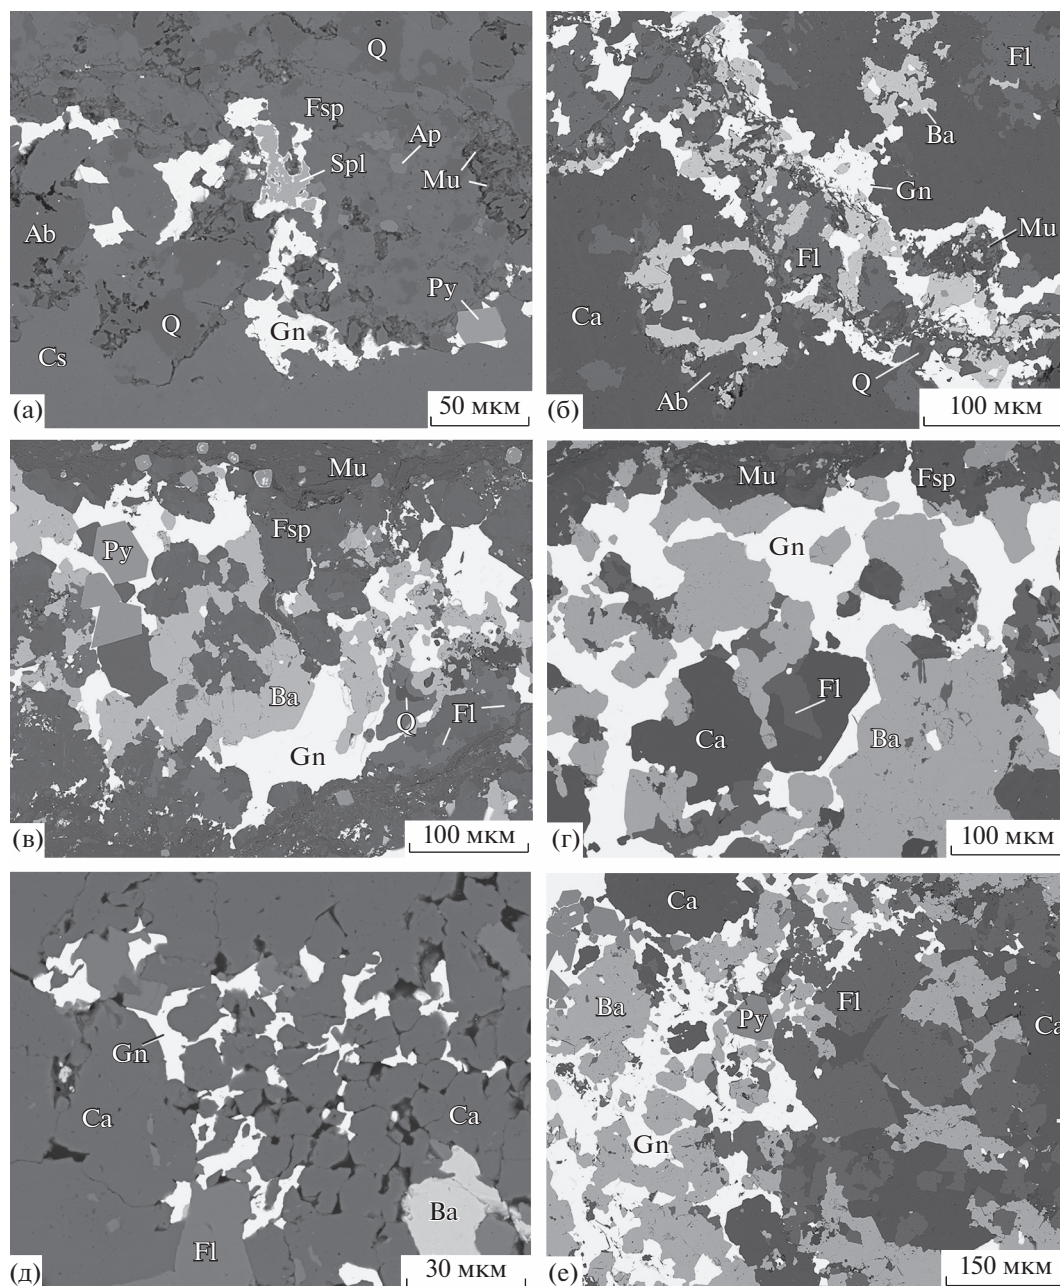 Q
Fsp
Ap
Spl
Mu
Ab
Py
Q
Gn
Cs
(а)
50 мкм
Fl
Ba
Gn
Mu
Fl
Ca
Q
Ab
(б)
100 мкм
Mu
Fsp
Py
Ba
Q
Fl
Gn
(в)
100 мкм
Mu
Fsp
Gn
Fl
Ca
Ba
(г)
100 мкм
Gn
Ca
Ca
Ba
Fl
(д)
30 мкм
Ca
Ba
Fl
Py
Ca
Gn
(е)
150 мкм